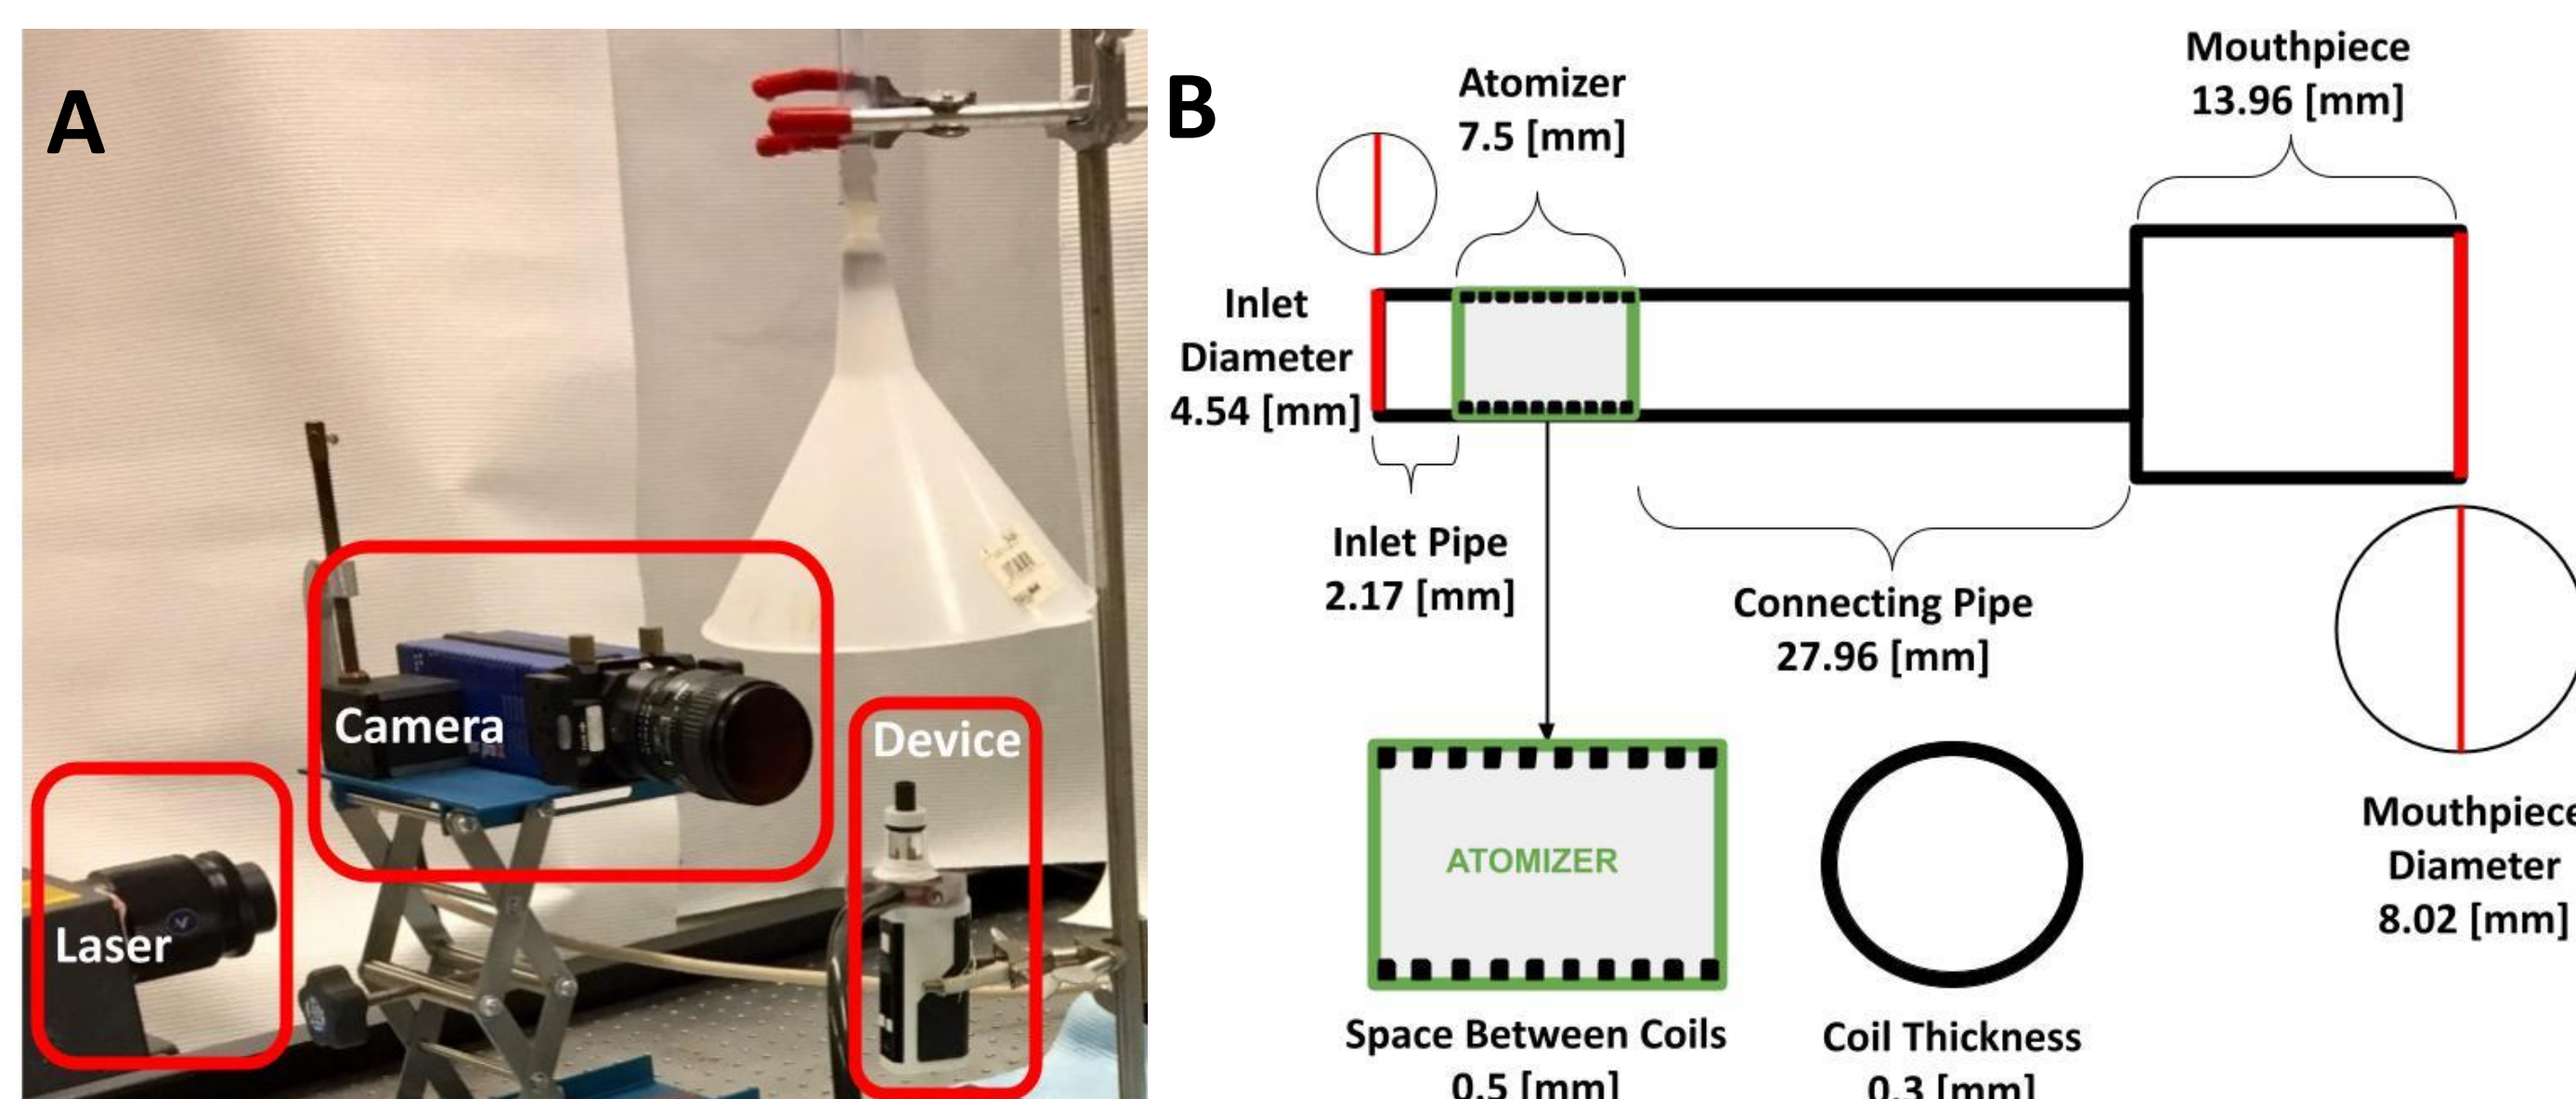 A
Camera
Device
Laser
B
Atomizer
7.5 [mm]
Mouthpiece
13.96 [mm]
Inlet
Diameter
4.54 [mm]
Inlet Pipe
2.17 [mm]
Connecting Pipe
27.96 [mm]
Mouthpiece
Diameter
8.02 [mm]
ATOMIZER
Space Between Coils
0.5 [mm]
Coil Thickness
0.3 [mm]